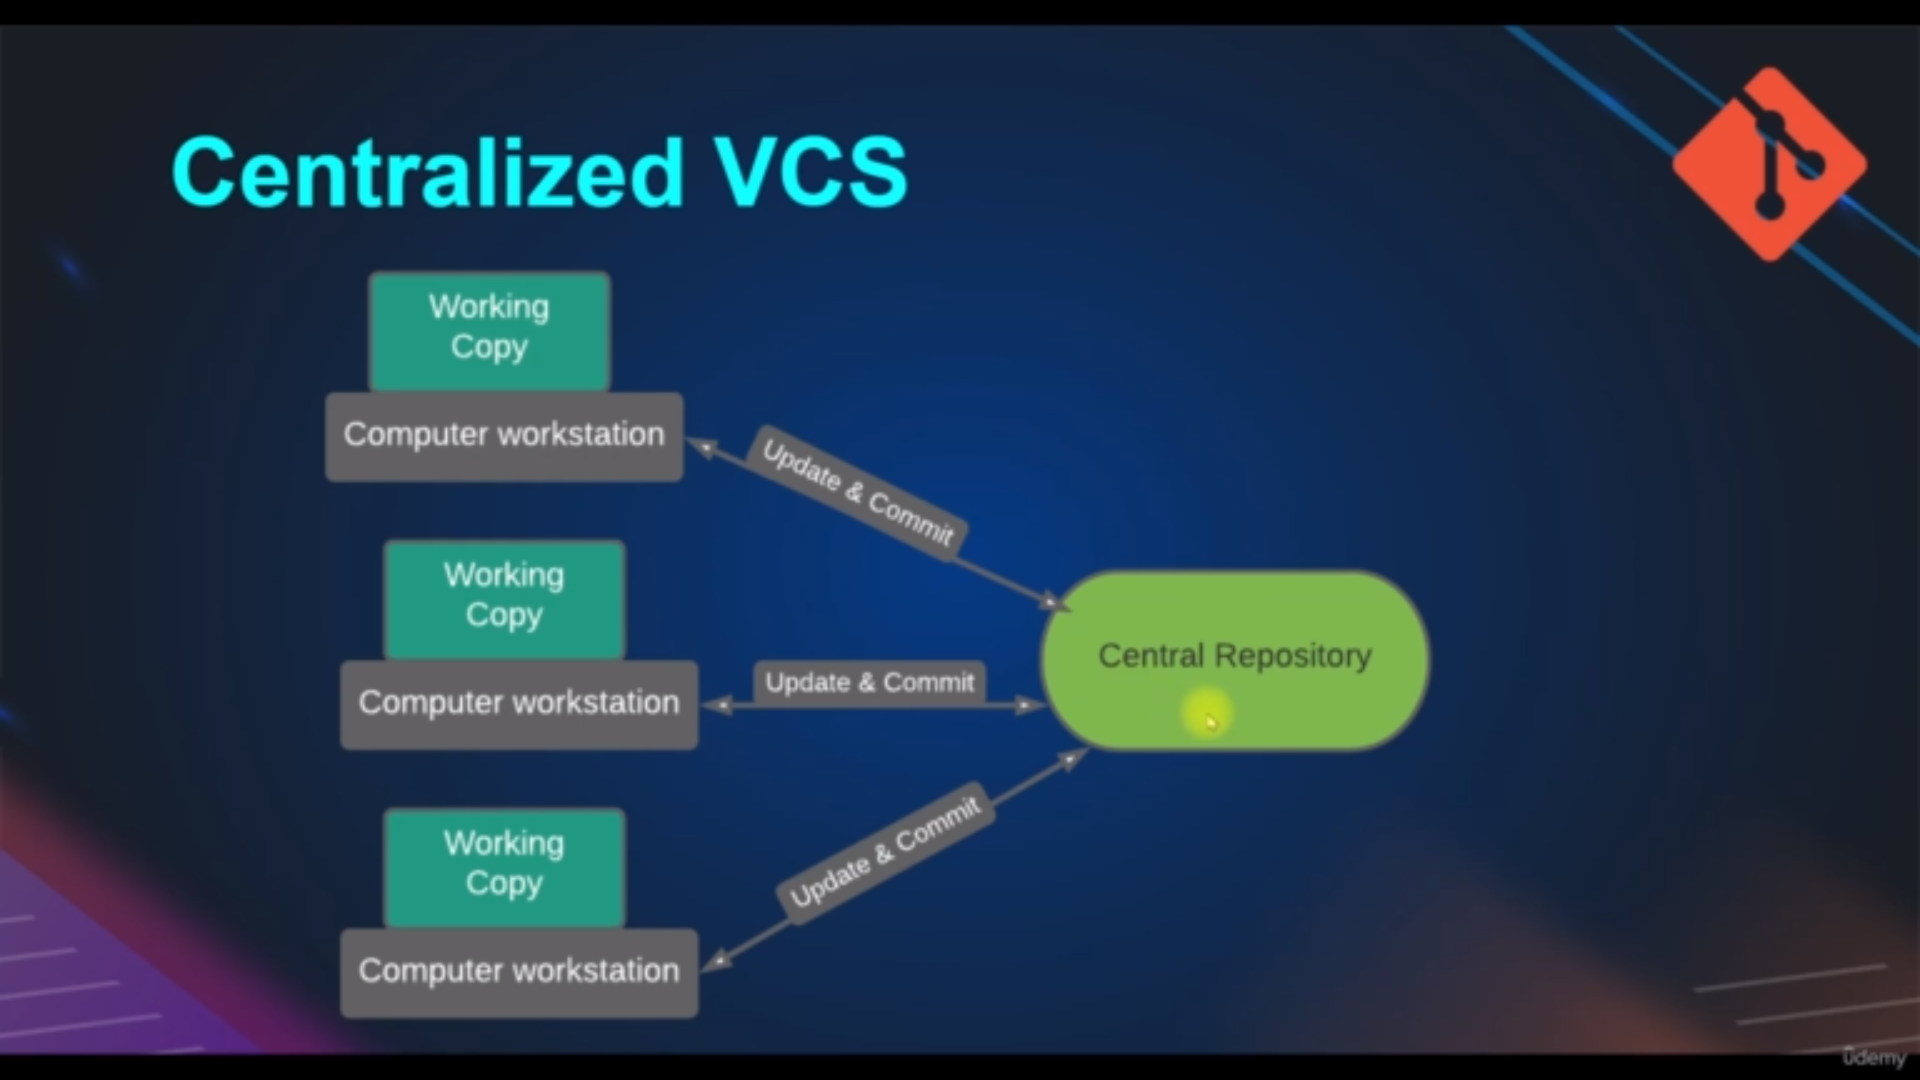 Centralized VCS
Working
Copy
Computer workstation
Update & Commit
Working
Copy
Computer workstation
Update & Commit
Central Repository
Working
Copy
Computer workstation
Update & Commit
ûdemy